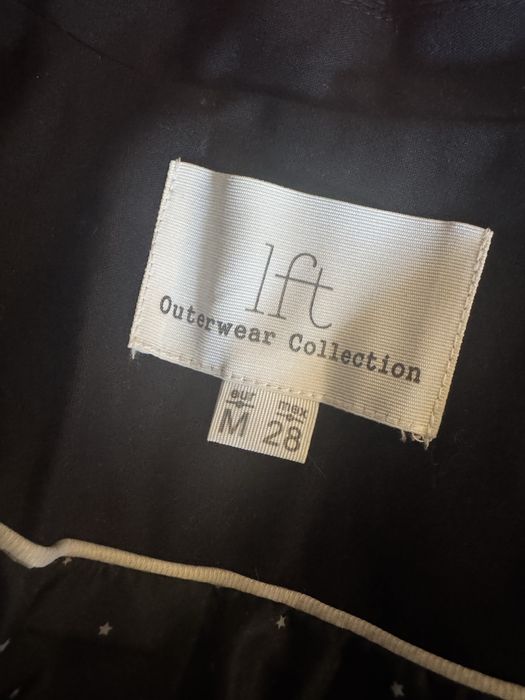 lft
Outerwear Collection
eur mex
M 28